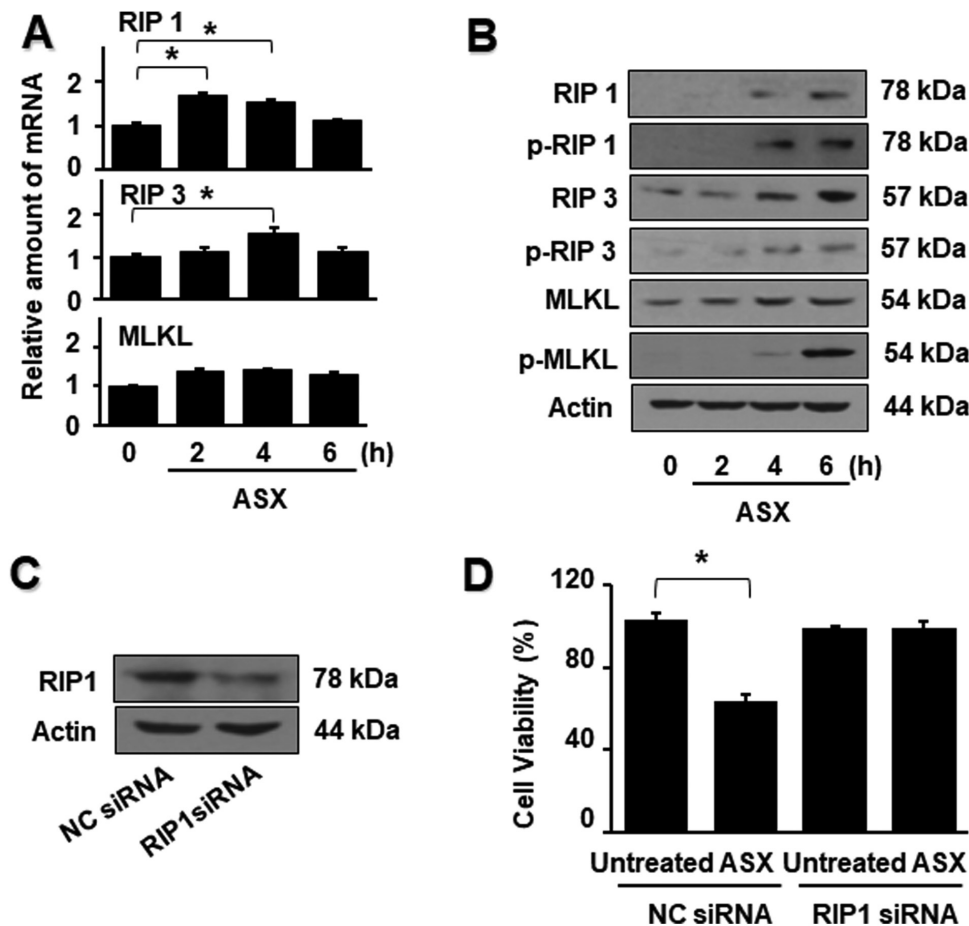 A
RIP 1
*
*
2
1
0
RIP 3
*
2
1
0
MLKL
2
1
0
Relative amount of mRNA
0 2 4 6 (h)
ASX
B
RIP 1 78 kDa
p-RIP 1 78 kDa
RIP 3 57 kDa
p-RIP 3 57 kDa
MLKL 54 kDa
p-MLKL 54 kDa
Actin 44 kDa
0 2 4 6 (h)
ASX
C
RIP1 78 kDa
Actin 44 kDa
NC siRNA
RIP1siRNA
D
*
120
80
40
0
Cell Viability (%)
Untreated ASX Untreated ASX
NC siRNA RIP1 siRNA